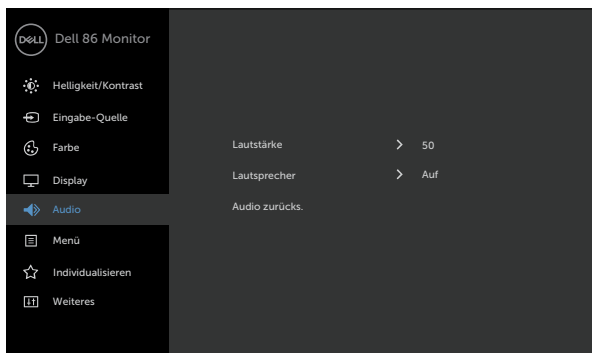 DELL Dell 86 Monitor
Helligkeit/Kontrast
Eingabe-Quelle
Farbe
Display
Audio
Menü
Individualisieren
Weiteres
Lautstärke > 50
Lautsprecher > Auf
Audio zurücks.